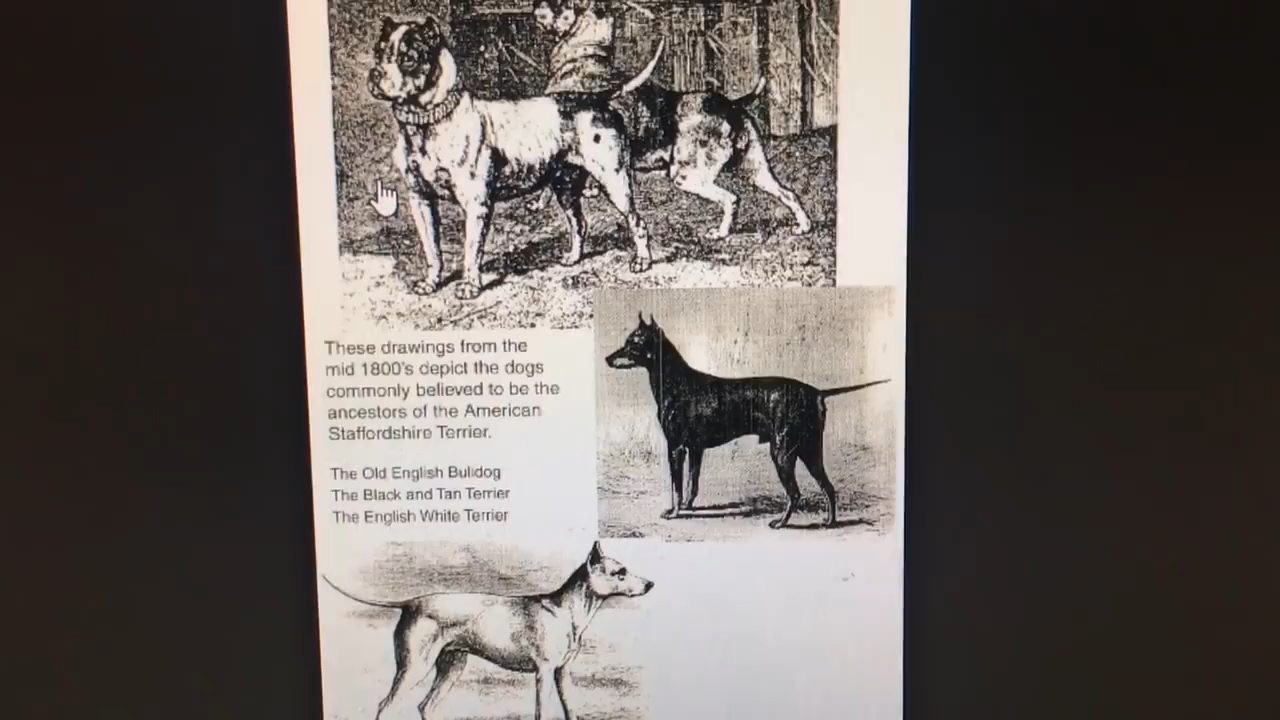 These drawings from the
mid 1800's depict the dogs
commonly believed to be the
ancestors of the American
Staffordshire Terrier.
The Old English Bulldog
The Black and Tan Terrier
The English White Terrier